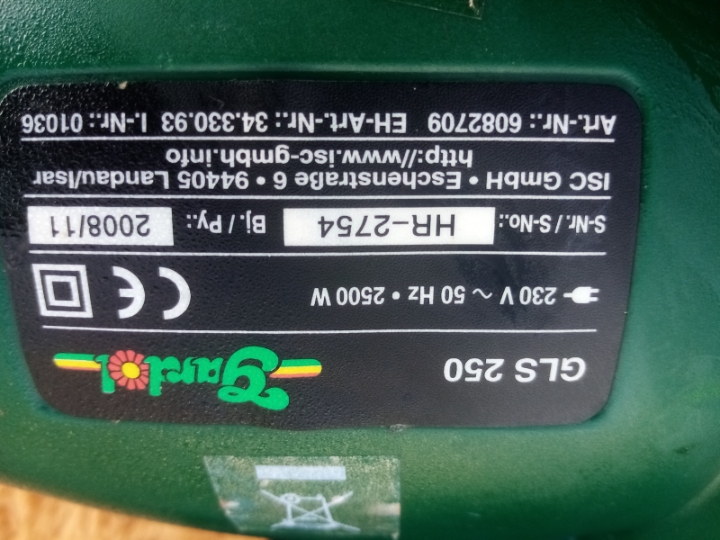 GLS 250 gardol
230 V ~ 50 Hz • 2500 W CE
S-Nr./S-No.: HR-2754 Bj./Py.: 2008/11
ISC GmbH • Eschenstraße 6 • 94405 Landau/Isar
http://www.isc-gmbh.info
Art.-Nr.: 6082709 EH-Art.-Nr.: 34.330.93 I.-Nr.: 01036